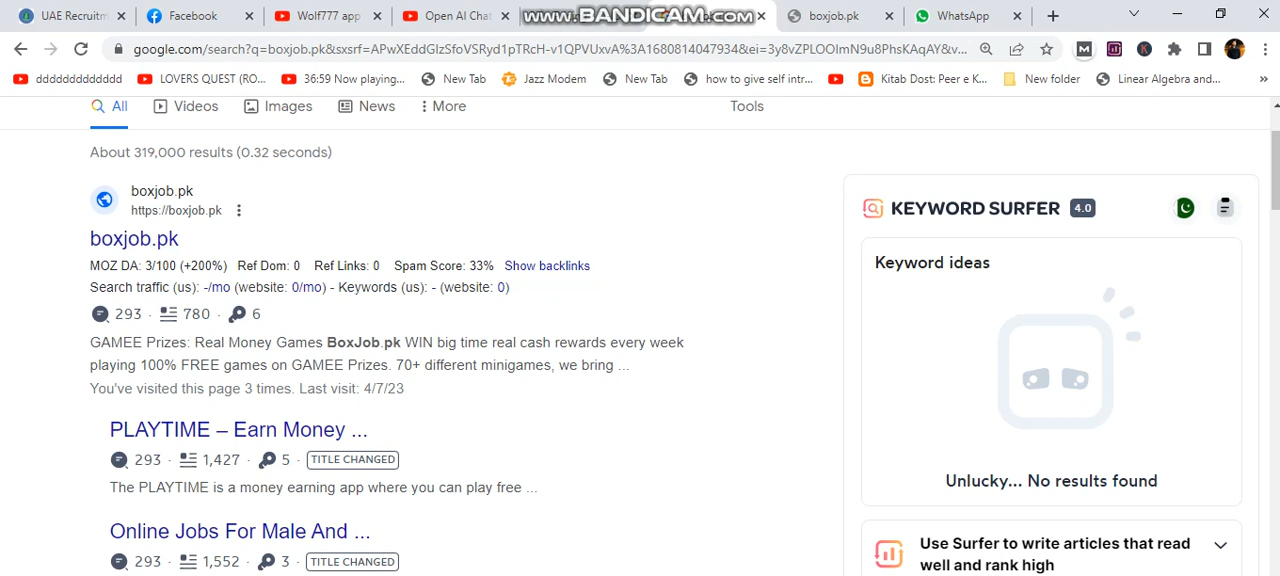 UAE Recruitm
Facebook
Wolf777 app
Open AI Chat
www.BANDICAM.com
boxjob.pk
WhatsApp
google.com/search?q=boxjob.pk&sxsrf=APwXEddGIzSfoVSRyd1pTRcH-v1QPVUxvA%3A1680814047934&ei=3y8vZPLOOImN9u8PhsKAqAY&v...
ddddddddddddd
LOVERS QUEST (RO...
36:59 Now playing...
New Tab
Jazz Modem
New Tab
how to give self intr...
Kitab Dost: Peer e K...
New folder
Linear Algebra and...
»
All
Videos
Images
News
More
Tools
About 319,000 results (0.32 seconds)
boxjob.pk
https://boxjob.pk
boxjob.pk
MOZ DA: 3/100 (+200%) Ref Dom: 0 Ref Links: 0 Spam Score: 33% Show backlinks
Search traffic (us): -/mo (website: 0/mo) - Keywords (us): - (website: 0)
293 · 780 · 6
GAMEE Prizes: Real Money Games BoxJob.pk WIN big time real cash rewards every week
playing 100% FREE games on GAMEE Prizes. 70+ different minigames, we bring ...
You've visited this page 3 times. Last visit: 4/7/23
PLAYTIME – Earn Money ...
293 · 1,427 · 5 · TITLE CHANGED
The PLAYTIME is a money earning app where you can play free ...
Online Jobs For Male And ...
293 · 1,552 · 3 · TITLE CHANGED
KEYWORD SURFER 4.0
Keyword ideas
Unlucky... No results found
Use Surfer to write articles that read
well and rank high